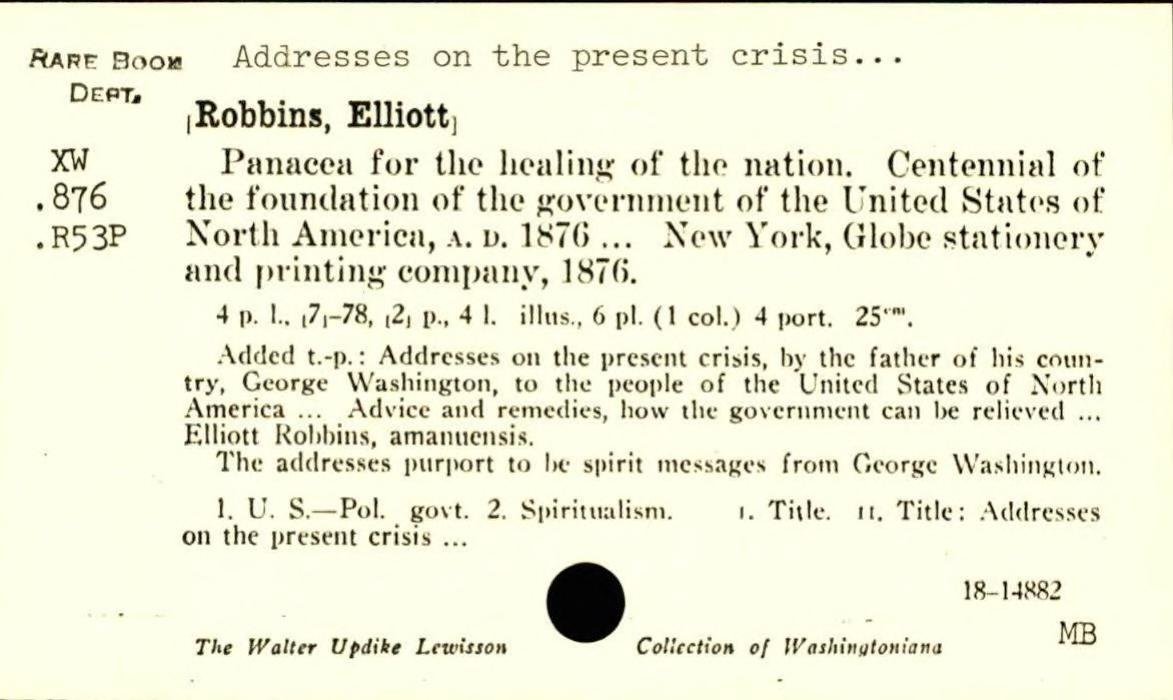 RARE BOOK Addresses on the present crisis...
DEPT.
[Robbins, Elliott]
XW Panacea for the healing of the nation. Centennial of
.876 the foundation of the government of the United States of
.R53P North America, A. D. 1876 ... New York, Globe stationery
and printing company, 1876.
4 p. l., [7]-78, [2] p., 4 l. illus., 6 pl. (1 col.) 4 port. 25cm.
Added t.-p.: Addresses on the present crisis, by the father of his coun-
try, George Washington, to the people of the United States of North
America ... Advice and remedies, how the government can be relieved ...
Elliott Robbins, amanuensis.
The addresses purport to be spirit messages from George Washington.
1. U. S.—Pol. govt. 2. Spiritualism. I. Title. II. Title: Addresses
on the present crisis ...
18-14882
MB
The Walter Updike Lewisson Collection of Washingtoniana